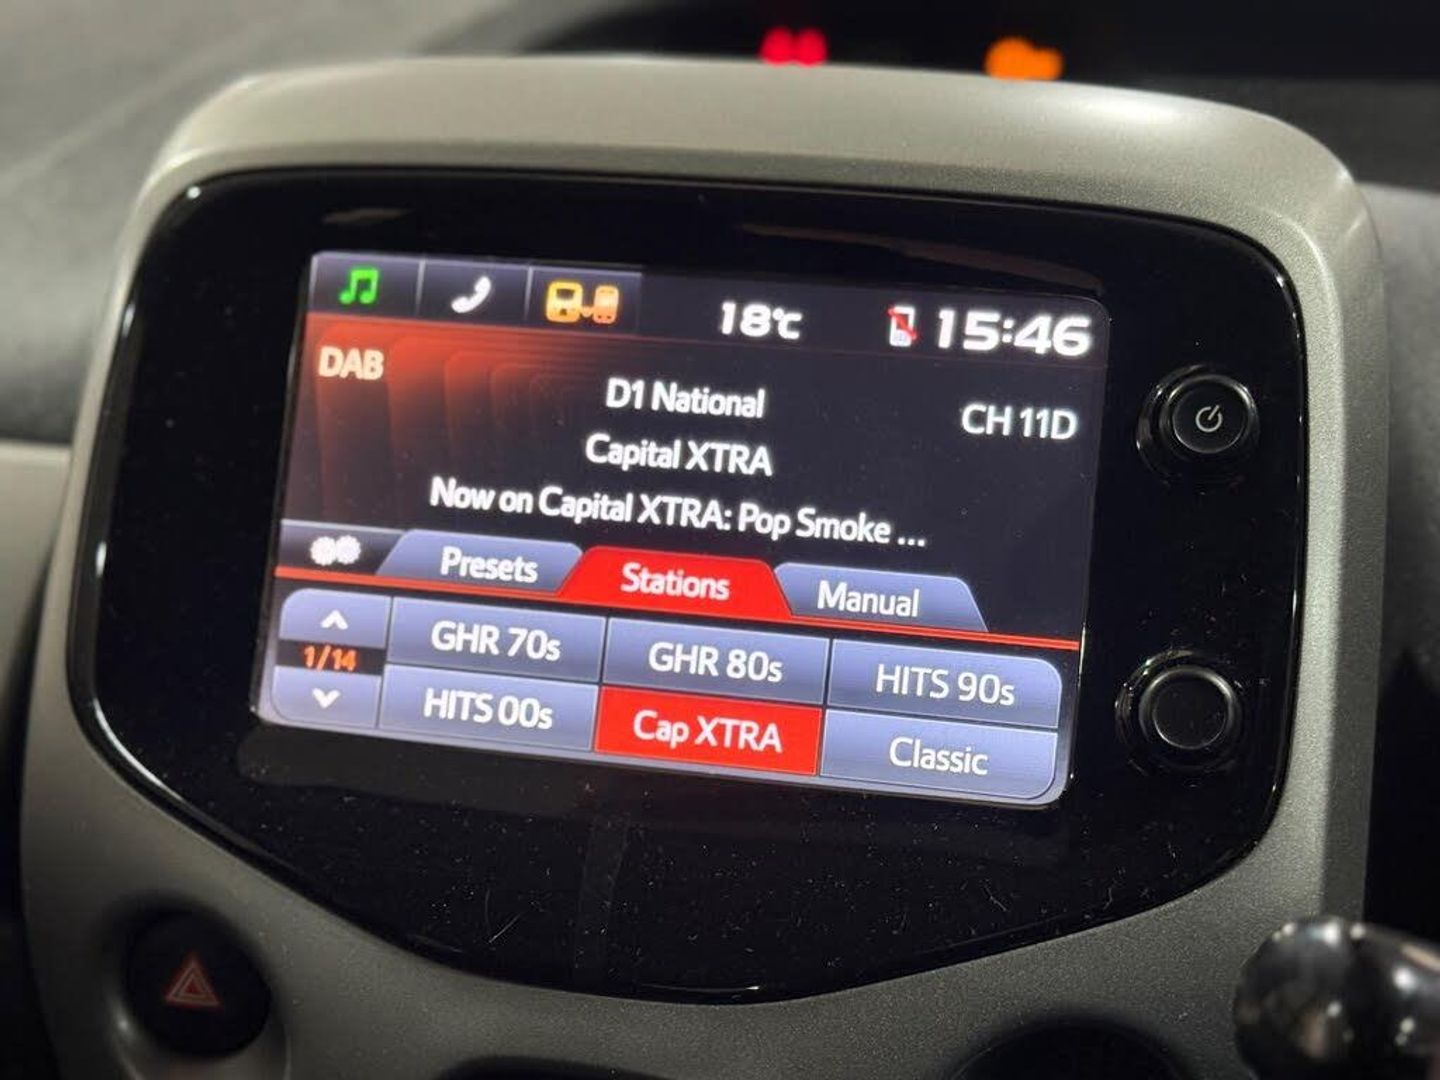 18°C 15:46
DAB
D1 National
CH 11D
Capital XTRA
Now on Capital XTRA: Pop Smoke ...
Presets Stations Manual
1/14
GHR 70s GHR 80s HITS 90s
HITS 00s Cap XTRA Classic